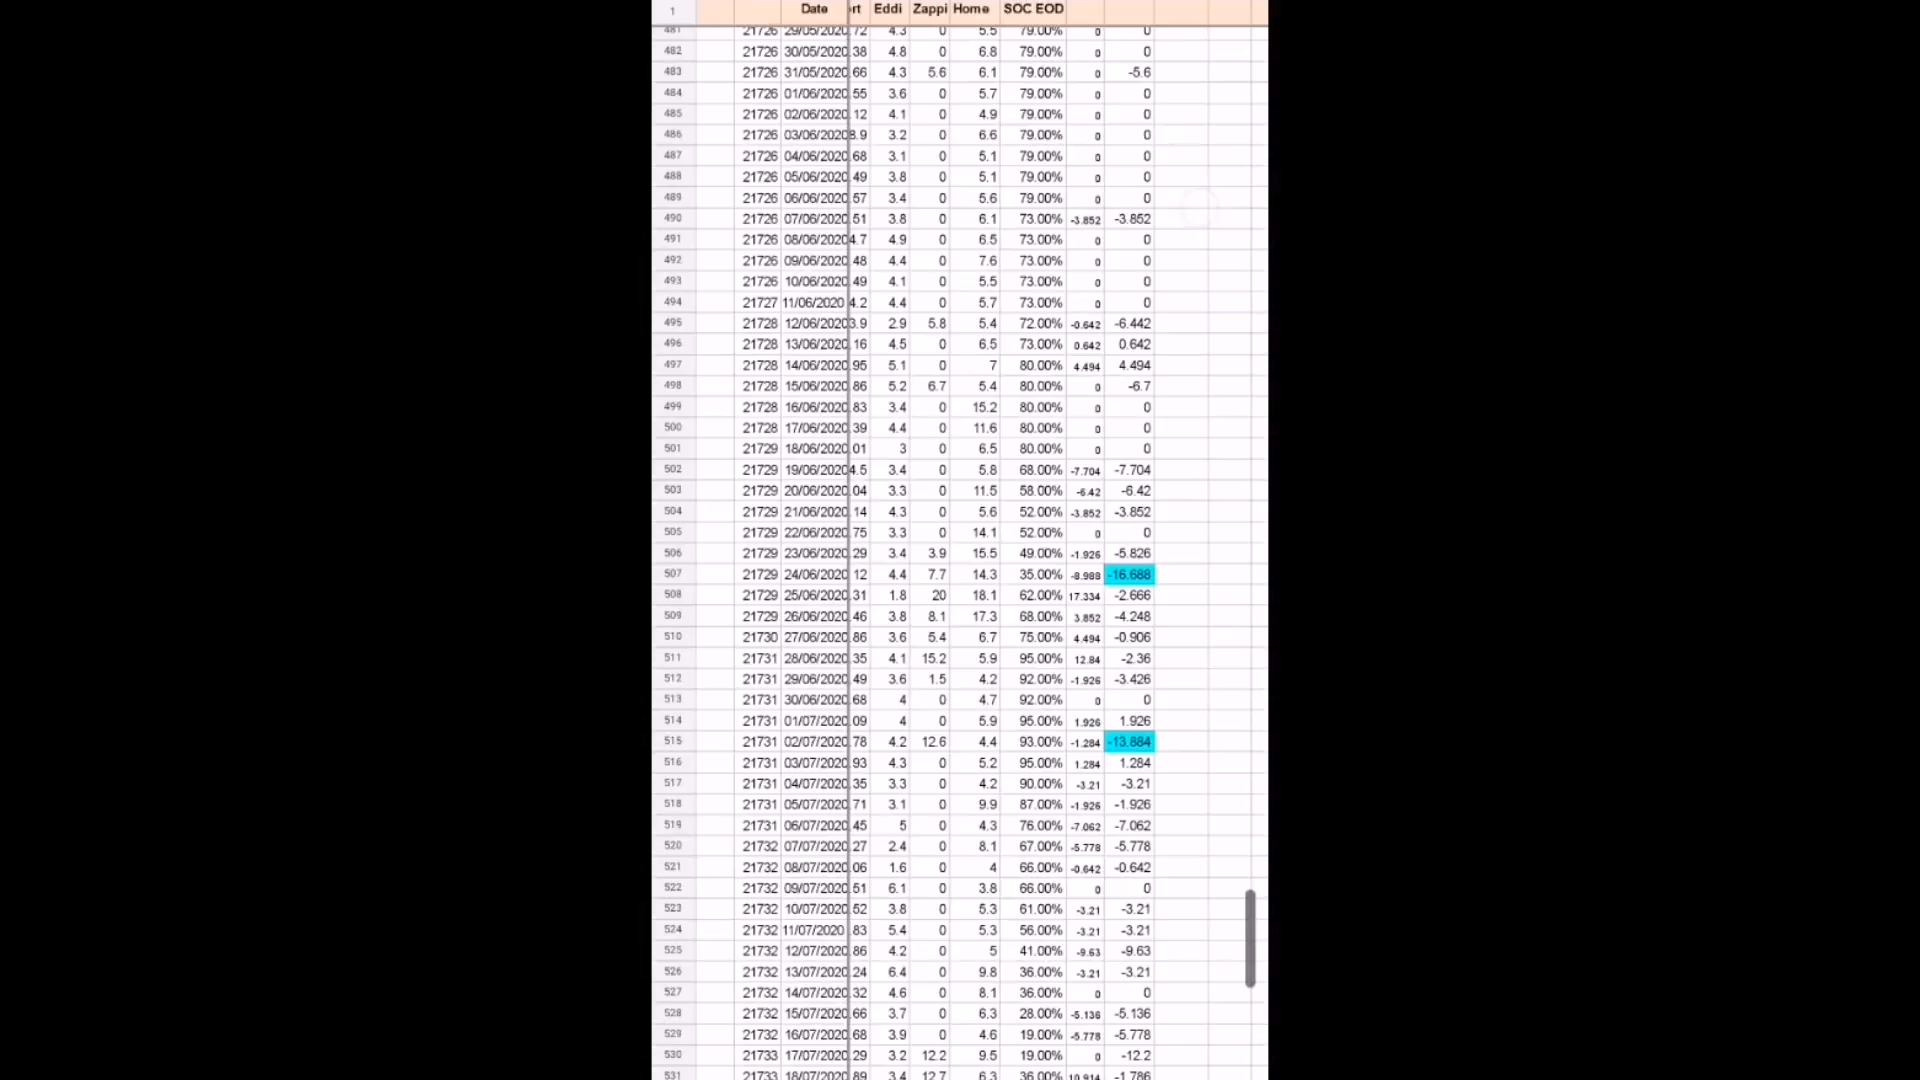 1 Date rt Eddi Zappi Home SOC EOD
481 21726 29/05/2020 .72 4.3 0 5.5 79.00% 0 0
482 21726 30/05/2020 .38 4.8 0 6.8 79.00% 0 0
483 21726 31/05/2020 .66 4.3 5.6 6.1 79.00% 0 -5.6
484 21726 01/06/2020 .55 3.6 0 5.7 79.00% 0 0
485 21726 02/06/2020 .12 4.1 0 4.9 79.00% 0 0
486 21726 03/06/2020 8.9 3.2 0 6.6 79.00% 0 0
487 21726 04/06/2020 .68 3.1 0 5.1 79.00% 0 0
488 21726 05/06/2020 .49 3.8 0 5.1 79.00% 0 0
489 21726 06/06/2020 .57 3.4 0 5.6 79.00% 0 0
490 21726 07/06/2020 .51 3.8 0 6.1 73.00% -3.852 -3.852
491 21726 08/06/2020 4.7 4.9 0 6.5 73.00% 0 0
492 21726 09/06/2020 .48 4.4 0 7.6 73.00% 0 0
493 21726 10/06/2020 .49 4.1 0 5.5 73.00% 0 0
494 21727 11/06/2020 4.2 4.4 0 5.7 73.00% 0 0
495 21728 12/06/2020 3.9 2.9 5.8 5.4 72.00% -0.642 -6.442
496 21728 13/06/2020 .16 4.5 0 6.5 73.00% 0.642 0.642
497 21728 14/06/2020 .95 5.1 0 7 80.00% 4.494 4.494
498 21728 15/06/2020 .86 5.2 6.7 5.4 80.00% 0 -6.7
499 21728 16/06/2020 .83 3.4 0 15.2 80.00% 0 0
500 21728 17/06/2020 .39 4.4 0 11.6 80.00% 0 0
501 21729 18/06/2020 .01 3 0 6.5 80.00% 0 0
502 21729 19/06/2020 4.5 3.4 0 5.8 68.00% -7.704 -7.704
503 21729 20/06/2020 .04 3.3 0 11.5 58.00% -6.42 -6.42
504 21729 21/06/2020 .14 4.3 0 5.6 52.00% -3.852 -3.852
505 21729 22/06/2020 .75 3.3 0 14.1 52.00% 0 0
506 21729 23/06/2020 .29 3.4 3.9 15.5 49.00% -1.926 -5.826
507 21729 24/06/2020 12 4.4 7.7 14.3 35.00% -8.988 -16.688
508 21729 25/06/2020 .31 1.8 20 18.1 62.00% 17.334 -2.666
509 21729 26/06/2020 .46 3.8 8.1 17.3 68.00% 3.852 -4.248
510 21730 27/06/2020 .86 3.6 5.4 6.7 75.00% 4.494 -0.906
511 21731 28/06/2020 .35 4.1 15.2 5.9 95.00% 12.84 -2.36
512 21731 29/06/2020 .49 3.6 1.5 4.2 92.00% -1.926 -3.426
513 21731 30/06/2020 .68 4 0 4.7 92.00% 0 0
514 21731 01/07/2020 .09 4 0 5.9 95.00% 1.926 1.926
515 21731 02/07/2020 .78 4.2 12.6 4.4 93.00% -1.284 -13.884
516 21731 03/07/2020 .93 4.3 0 5.2 95.00% 1.284 1.284
517 21731 04/07/2020 .35 3.3 0 4.2 90.00% -3.21 -3.21
518 21731 05/07/2020 .71 3.1 0 9.9 87.00% -1.926 -1.926
519 21731 06/07/2020 .45 5 0 4.3 76.00% -7.062 -7.062
520 21732 07/07/2020 .27 2.4 0 8.1 67.00% -5.778 -5.778
521 21732 08/07/2020 .06 1.6 0 4 66.00% -0.642 -0.642
522 21732 09/07/2020 .51 6.1 0 3.8 66.00% 0 0
523 21732 10/07/2020 .52 3.8 0 5.3 61.00% -3.21 -3.21
524 21732 11/07/2020 .83 5.4 0 5.3 56.00% -3.21 -3.21
525 21732 12/07/2020 .86 4.2 0 5 41.00% -9.63 -9.63
526 21732 13/07/2020 .24 6.4 0 9.8 36.00% -3.21 -3.21
527 21732 14/07/2020 .32 4.6 0 8.1 36.00% 0 0
528 21732 15/07/2020 .66 3.7 0 6.3 28.00% -5.136 -5.136
529 21732 16/07/2020 .68 3.9 0 4.6 19.00% -5.778 -5.778
530 21733 17/07/2020 .29 3.2 12.2 9.5 19.00% 0 -12.2
531 21733 18/07/2020 .89 3.4 12.7 6.3 36.00% 10.914 -1.786